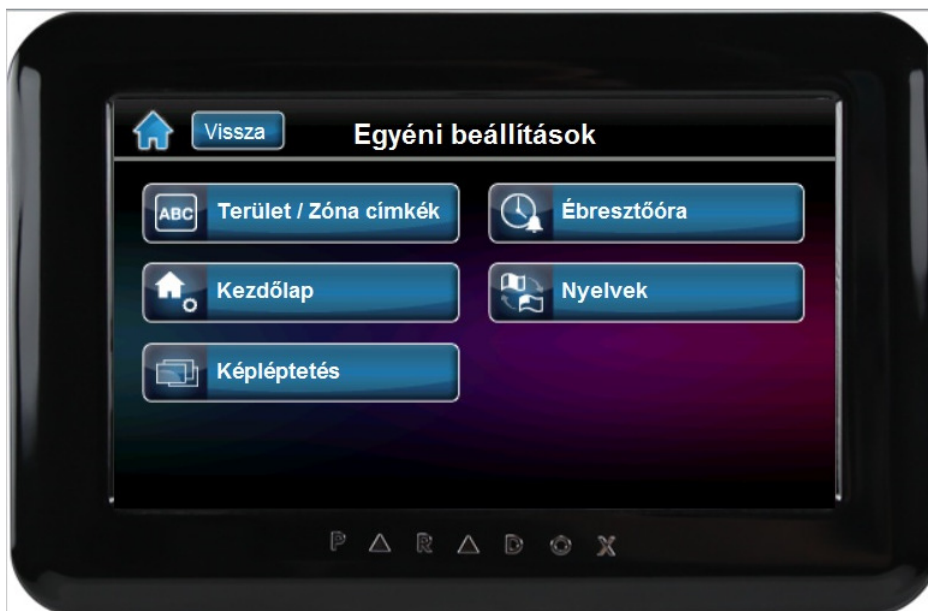 Vissza
Egyéni beállítások
ABC
Terület / Zóna címkék
Ébresztőóra
Kezdőlap
Nyelvek
Képléptetés
PARADOX